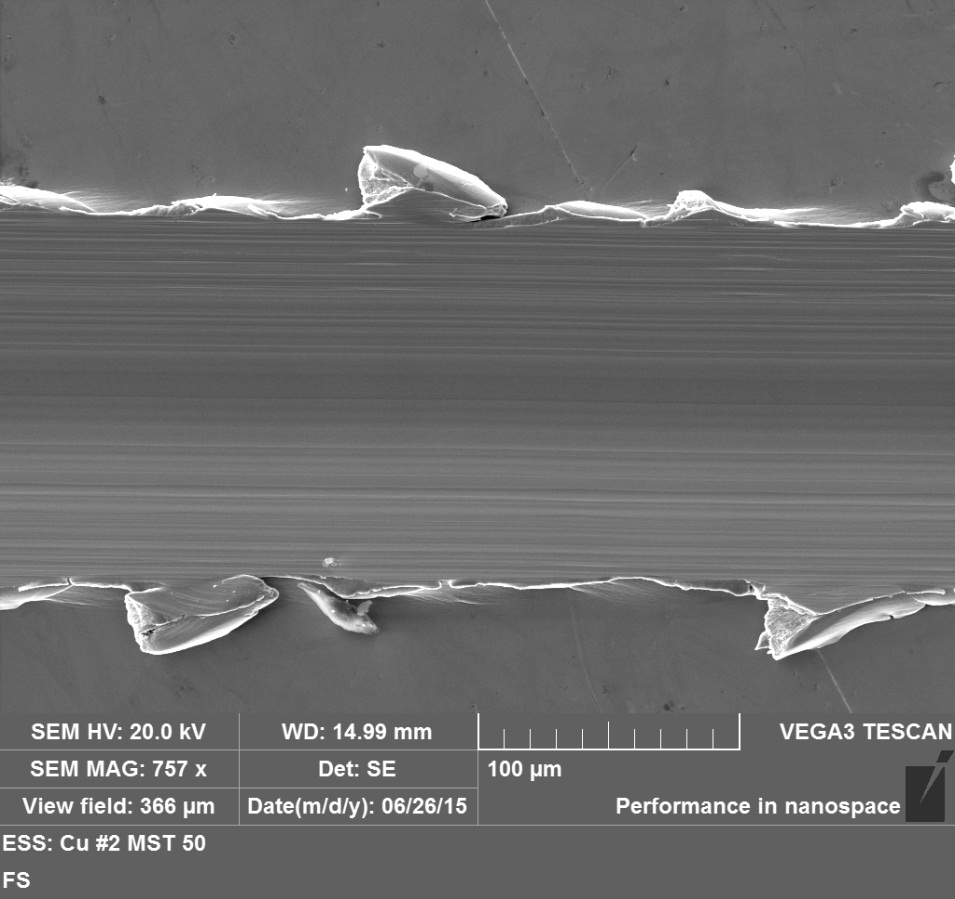 SEM HV: 20.0 kV
WD: 14.99 mm
VEGA3 TESCAN
SEM MAG: 757 x
Det: SE
100 µm
View field: 366 µm
Date(m/d/y): 06/26/15
Performance in nanospace
ESS: Cu #2 MST 50
FS